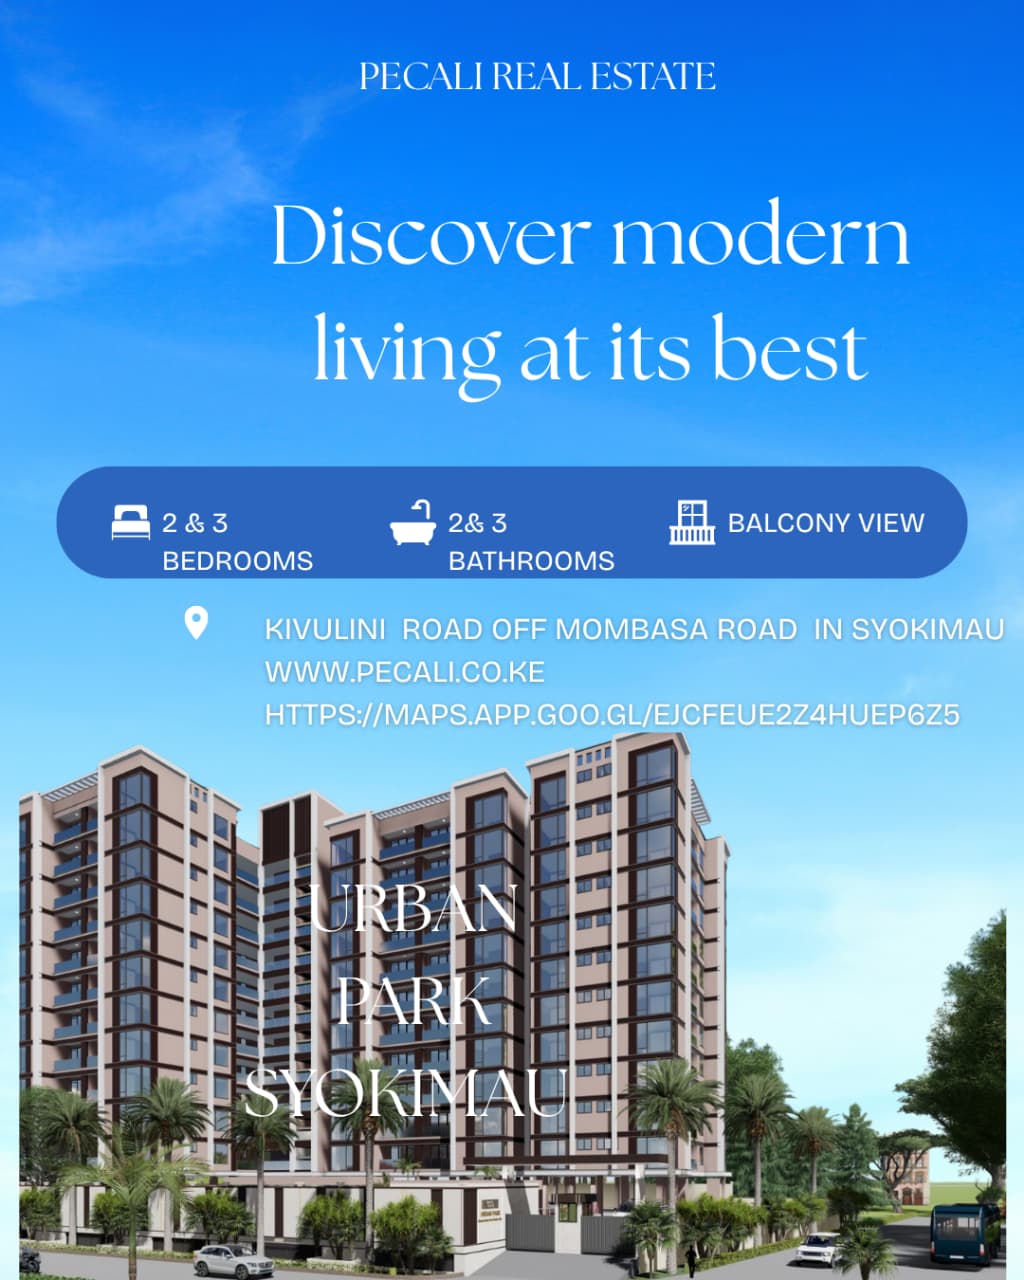 PECALI REAL ESTATE
Discover modern
living at its best
2 & 3
BEDROOMS
2& 3
BATHROOMS
BALCONY VIEW
KIVULINI ROAD OFF MOMBASA ROAD IN SYOKIMAU
WWW.PECALI.CO.KE
HTTPS://MAPS.APP.GOO.GL/EJCFEUE2Z4HUEP6Z5
URBAN
PARK
SYOKIMAU